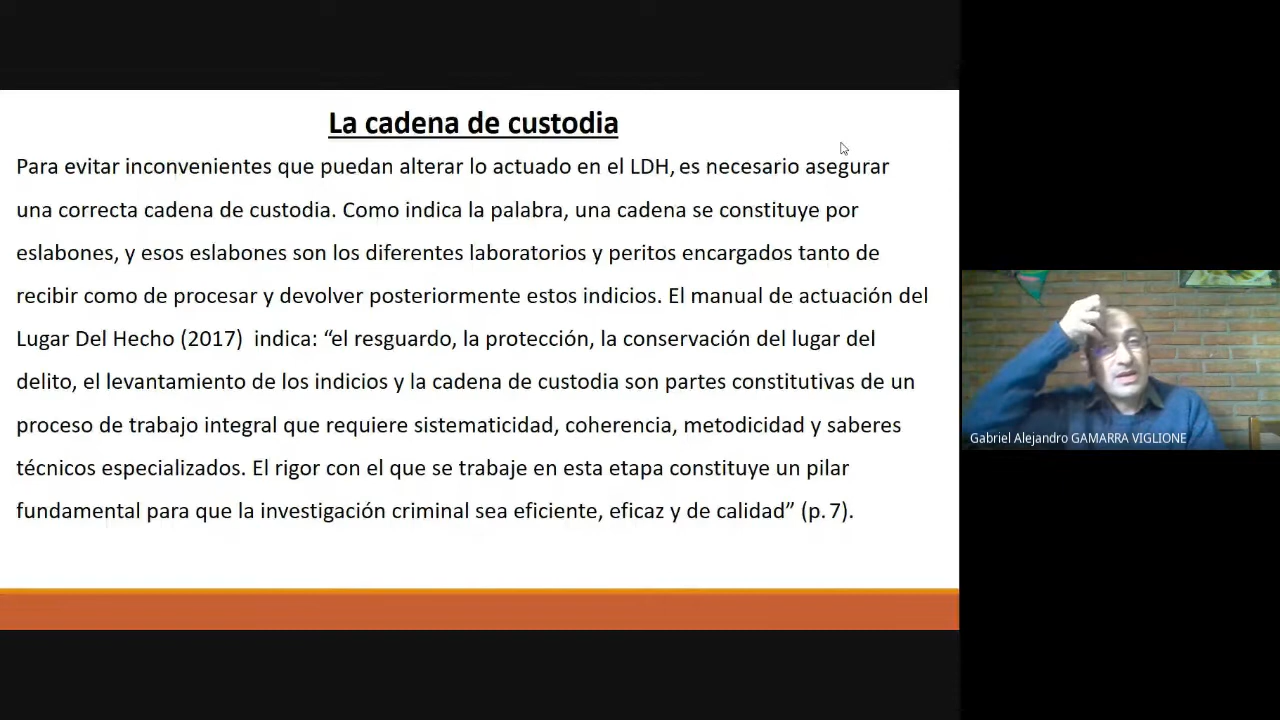 La cadena de custodia
Para evitar inconvenientes que puedan alterar lo actuado en el LDH, es necesario asegurar
una correcta cadena de custodia. Como indica la palabra, una cadena se constituye por
eslabones, y esos eslabones son los diferentes laboratorios y peritos encargados tanto de
recibir como de procesar y devolver posteriormente estos indicios. El manual de actuación del
Lugar Del Hecho (2017) indica: “el resguardo, la protección, la conservación del lugar del
delito, el levantamiento de los indicios y la cadena de custodia son partes constitutivas de un
proceso de trabajo integral que requiere sistematicidad, coherencia, metodicidad y saberes
técnicos especializados. El rigor con el que se trabaje en esta etapa constituye un pilar
fundamental para que la investigación criminal sea eficiente, eficaz y de calidad” (p. 7).
Gabriel Alejandro GAMARRA VIGLIONE